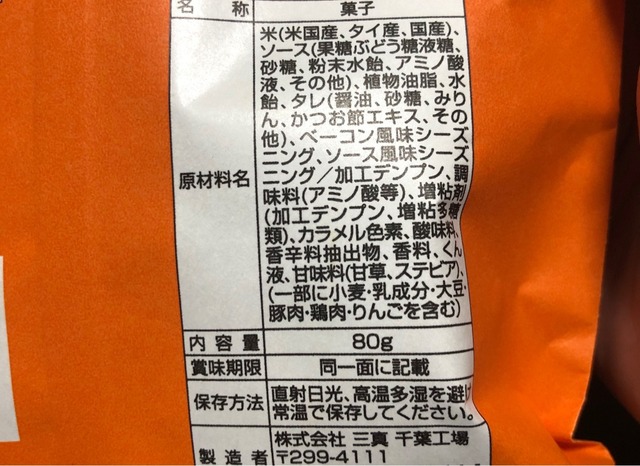 名称 菓子
原材料名
米(米国産、タイ産、国産)、
ソース(果糖ぶどう糖液糖、
砂糖、粉末水飴、アミノ酸
液、その他)、植物油脂、水
飴、タレ(醤油、砂糖、みり
ん、かつお節エキス、その
他)、ベーコン風味シーズ
ニング、ソース風味シーズ
ニング/加工デンプン、調
味料(アミノ酸等)、増粘剤
(加工デンプン、増粘多糖
類)、カラメル色素、酸味料、
香辛料抽出物、香料、くん
液、甘味料(甘草、ステビア)、
(一部に小麦・乳成分・大豆・
豚肉・鶏肉・りんごを含む)
内容量 80g
賞味期限 同一面に記載
保存方法 直射日光、高温多湿を避け
常温で保存してください。
製造者 株式会社 三真 千葉工場
〒299-4111